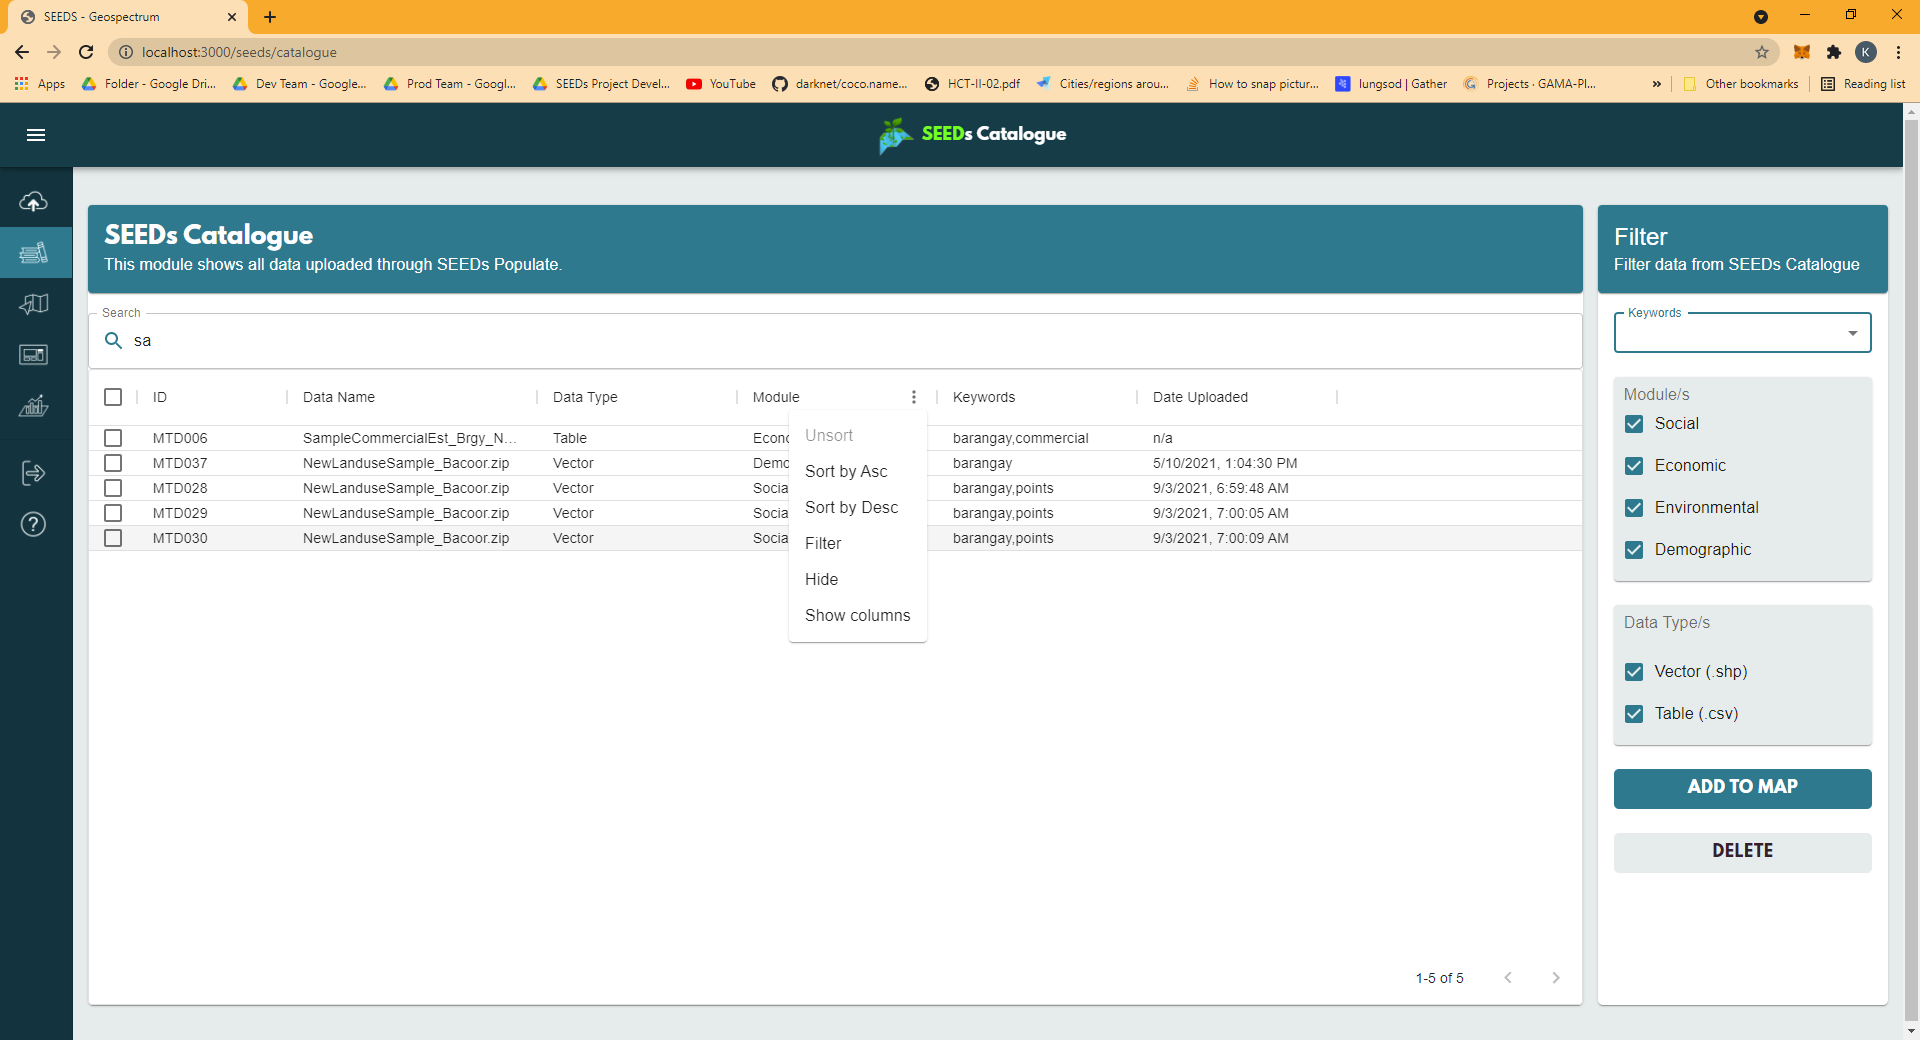 SEEDS - Geospectrum
localhost:3000/seeds/catalogue
K
Apps
Folder - Google Dri...
Dev Team - Google...
Prod Team - Googl...
SEEDs Project Devel...
YouTube
darknet/coco.name...
HCT-II-02.pdf
Cities/regions arou...
How to snap pictur...
lungsod | Gather
Projects · GAMA-Pl...
»
Other bookmarks
Reading list
SEEDs Catalogue
SEEDs Catalogue
This module shows all data uploaded through SEEDs Populate.
Search
sa
ID Data Name Data Type Module Keywords Date Uploaded
MTD006 SampleCommercialEst_Brgy_N... Table Econ barangay,commercial n/a
MTD037 NewLanduseSample_Bacoor.zip Vector Demo barangay 5/10/2021, 1:04:30 PM
MTD028 NewLanduseSample_Bacoor.zip Vector Socia barangay,points 9/3/2021, 6:59:48 AM
MTD029 NewLanduseSample_Bacoor.zip Vector Socia barangay,points 9/3/2021, 7:00:05 AM
MTD030 NewLanduseSample_Bacoor.zip Vector Socia barangay,points 9/3/2021, 7:00:09 AM
Unsort
Sort by Asc
Sort by Desc
Filter
Hide
Show columns
1-5 of 5
Filter
Filter data from SEEDs Catalogue
Keywords
Module/s
Social
Economic
Environmental
Demographic
Data Type/s
Vector (.shp)
Table (.csv)
ADD TO MAP
DELETE